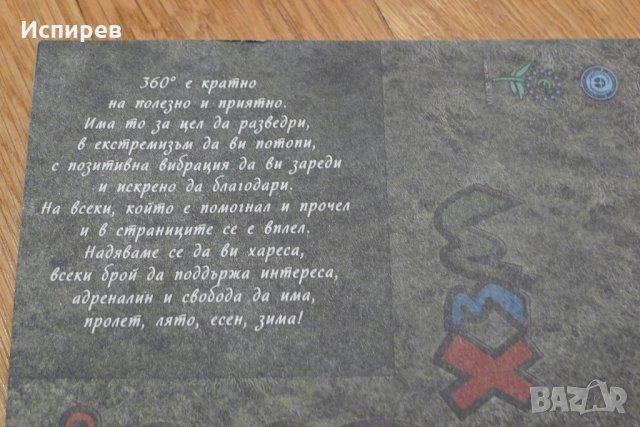 Испирев
360° е кратно
на полезно и приятно.
Има то за цел да разведри,
в екстремизъм да ви потопи,
с позитивна вибрация да ви зареди
и искрено да благодари.
На всеки, който е помогнал и прочел
и в страниците се е вплел.
Надяваме се да ви хареса,
всеки брой да поддържа интереса,
адреналин и свобода да има,
пролет, лято, есен, зима!
BAZAR